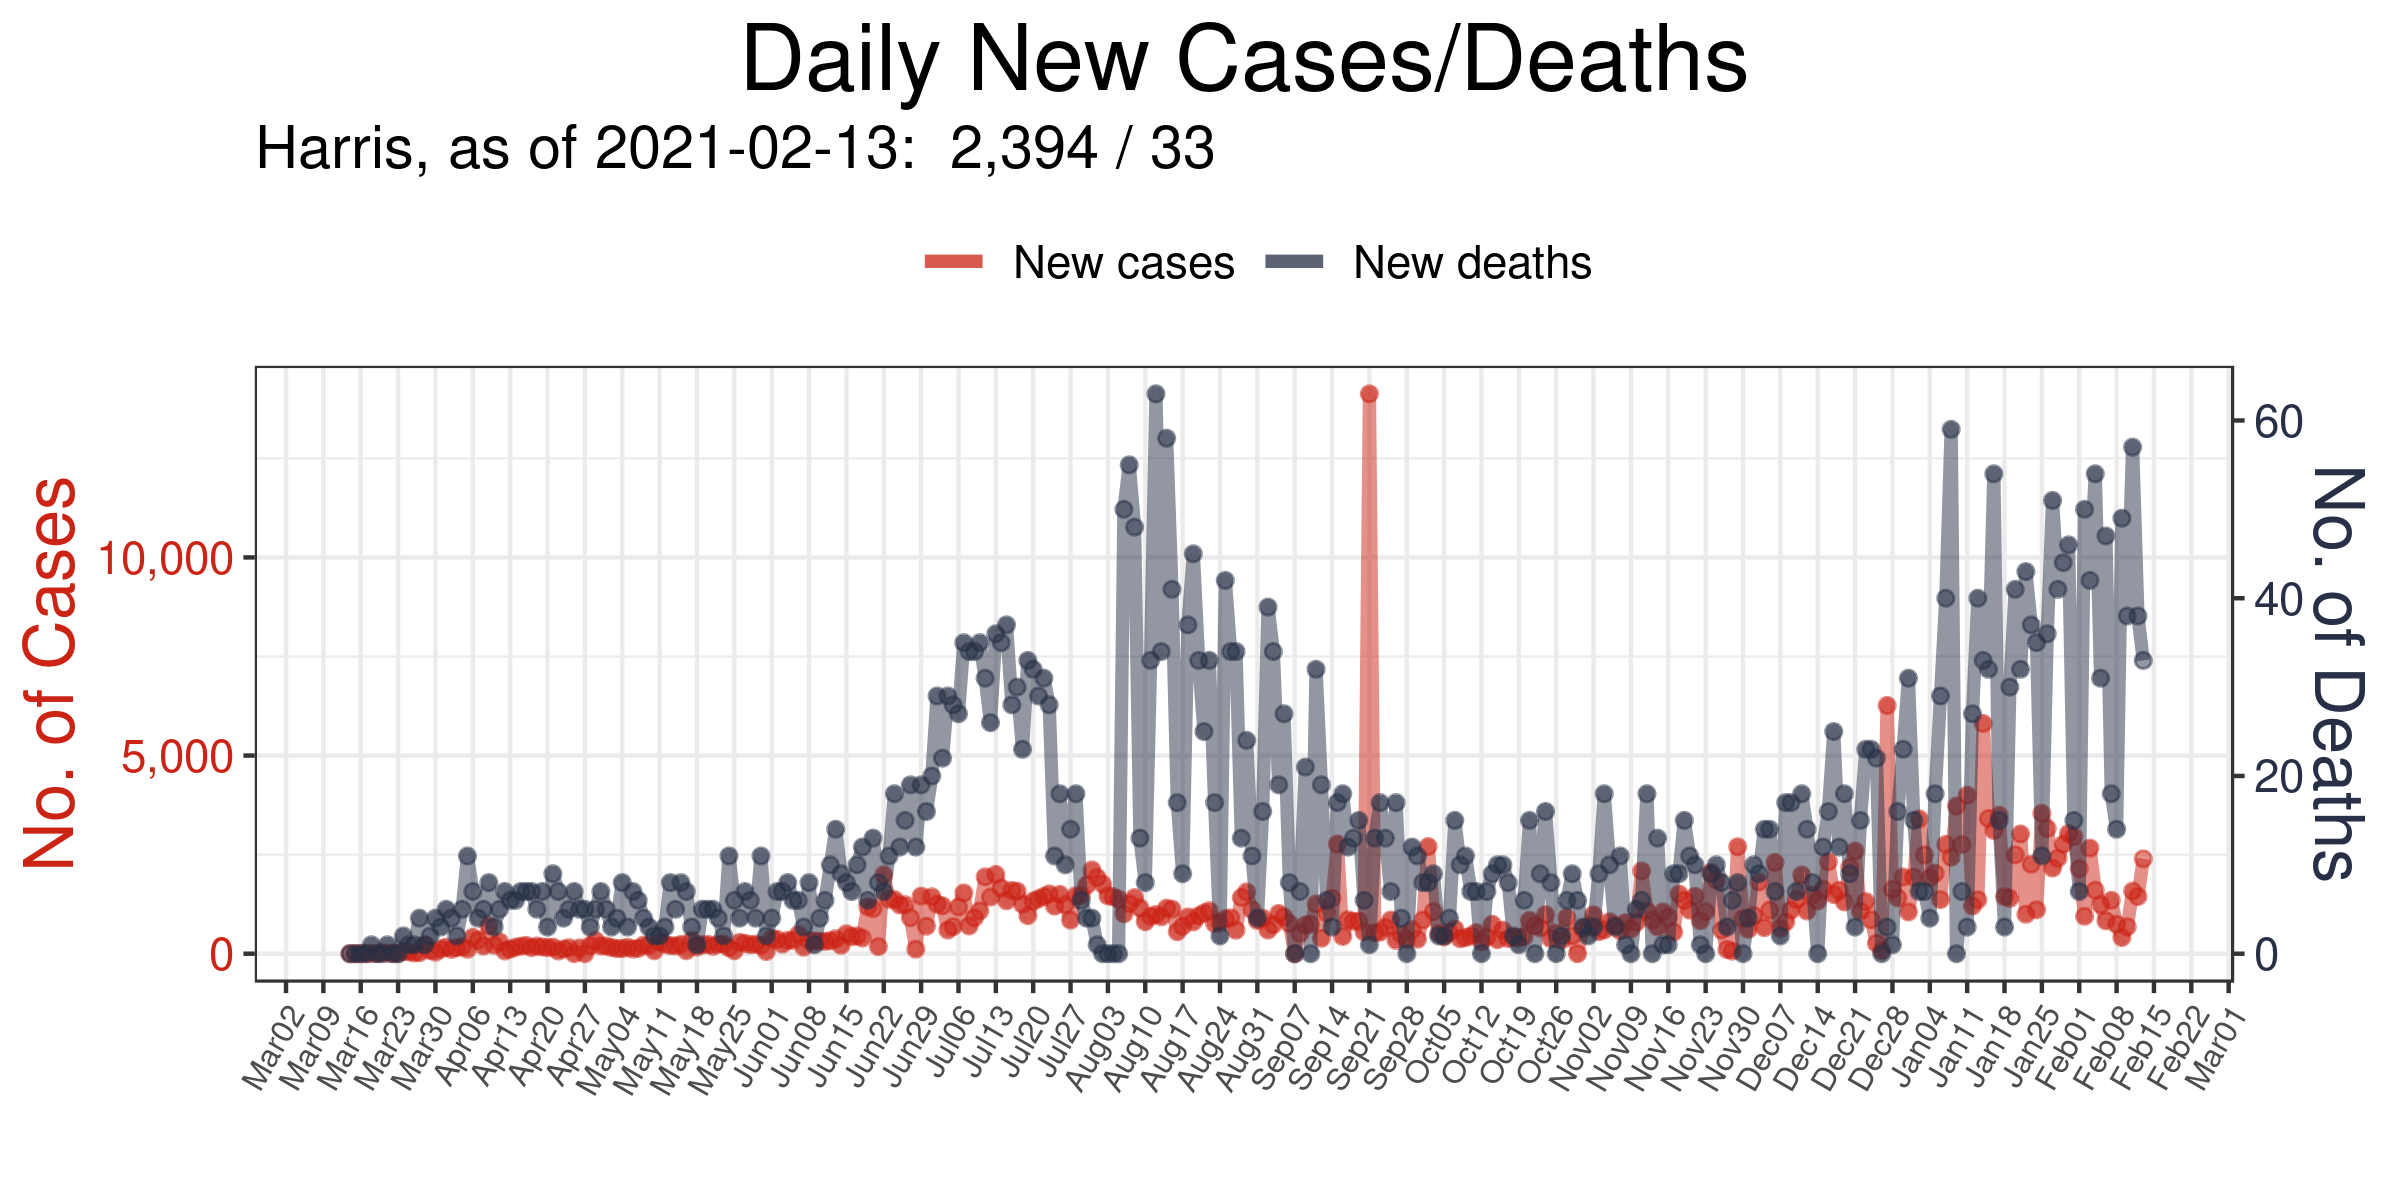 Daily New Cases/Deaths
Harris, as of 2021-02-13:  2,394 / 33
New cases
New deaths
No. of Cases
10,000
5,000
0
60
40
20
0
No. of Deaths
Mar02
Mar09
Mar16
Mar23
Mar30
Apr06
Apr13
Apr20
Apr27
May04
May11
May18
May25
Jun01
Jun08
Jun15
Jun22
Jun29
Jul06
Jul13
Jul20
Jul27
Aug03
Aug10
Aug17
Aug24
Aug31
Sep07
Sep14
Sep21
Sep28
Oct05
Oct12
Oct19
Oct26
Nov02
Nov09
Nov16
Nov23
Nov30
Dec07
Dec14
Dec21
Dec28
Jan04
Jan11
Jan18
Jan25
Feb01
Feb08
Feb15
Feb22
Mar01